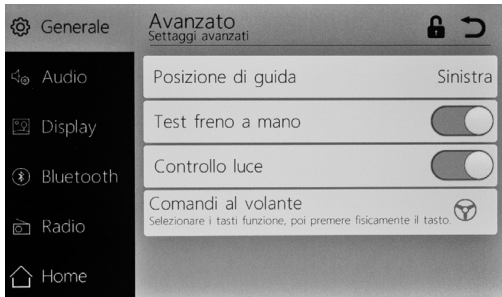 Generale
Audio
Display
Bluetooth
Radio
Home
Avanzato
Settaggi avanzati
Posizione di guida Sinistra
Test freno a mano
Controllo luce
Comandi al volante
Selezionare i tasti funzione, poi premere fisicamente il tasto.